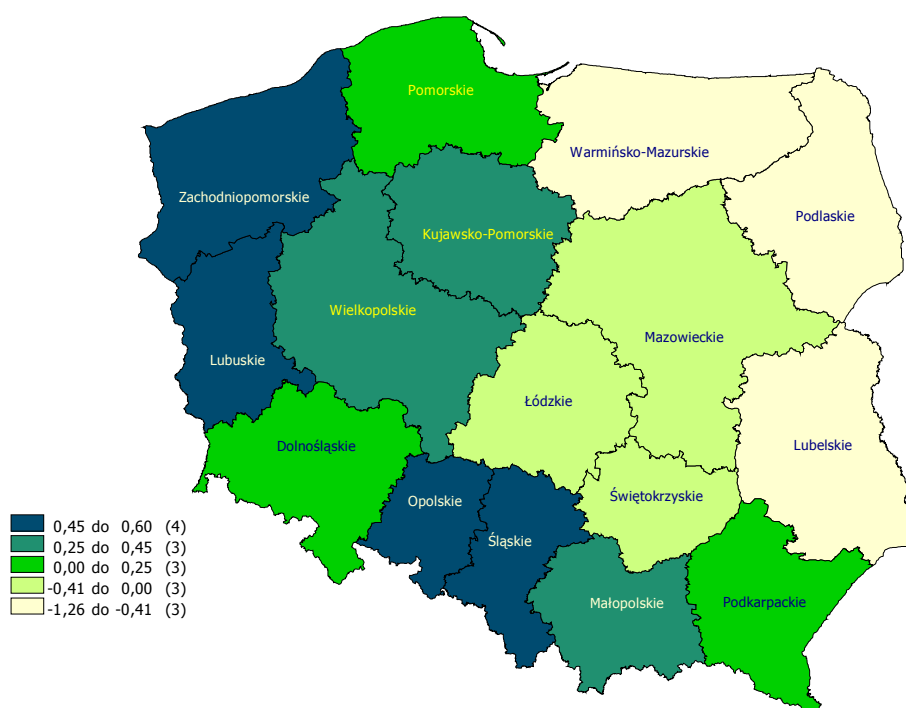 Pomorskie
Warmińsko-Mazurskie
Zachodniopomorskie
Podlaskie
Kujawsko-Pomorskie
Wielkopolskie
Mazowieckie
Lubuskie
Łódzkie
Dolnośląskie
Lubelskie
Opolskie
Świętokrzyskie
Śląskie
Małopolskie
Podkarpackie
0,45 do 0,60 (4)
0,25 do 0,45 (3)
0,00 do 0,25 (3)
-0,41 do 0,00 (3)
-1,26 do -0,41 (3)